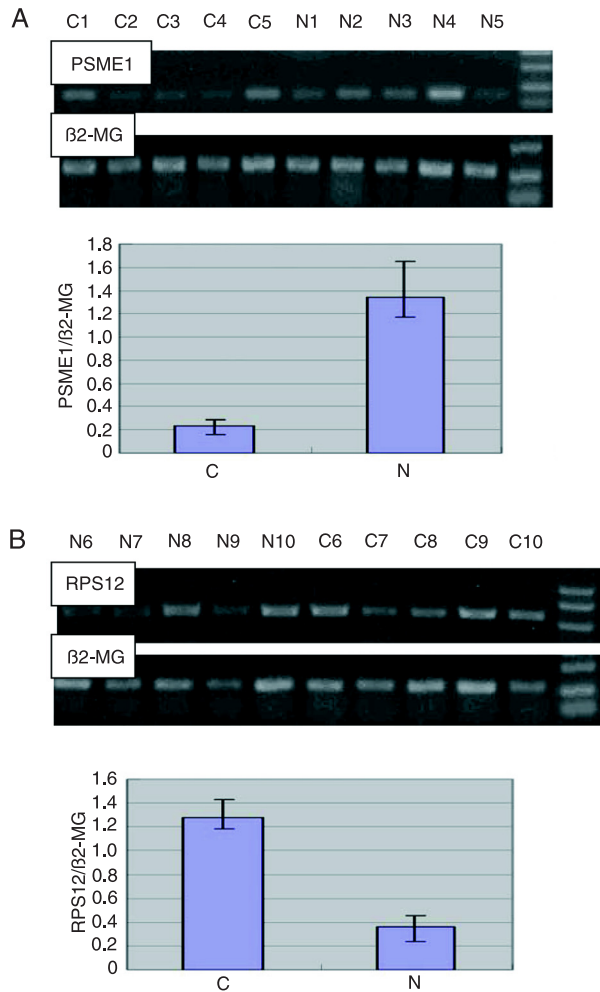 A
C1 C2 C3 C4 C5 N1 N2 N3 N4 N5
PSME1
ß2-MG
PSME1/ß2-MG
1.8
1.6
1.4
1.2
1.0
0.8
0.6
0.4
0.2
0
C N
B
N6 N7 N8 N9 N10 C6 C7 C8 C9 C10
RPS12
ß2-MG
RPS12/ß2-MG
1.6
1.4
1.2
1.0
0.8
0.6
0.4
0.2
0
C N